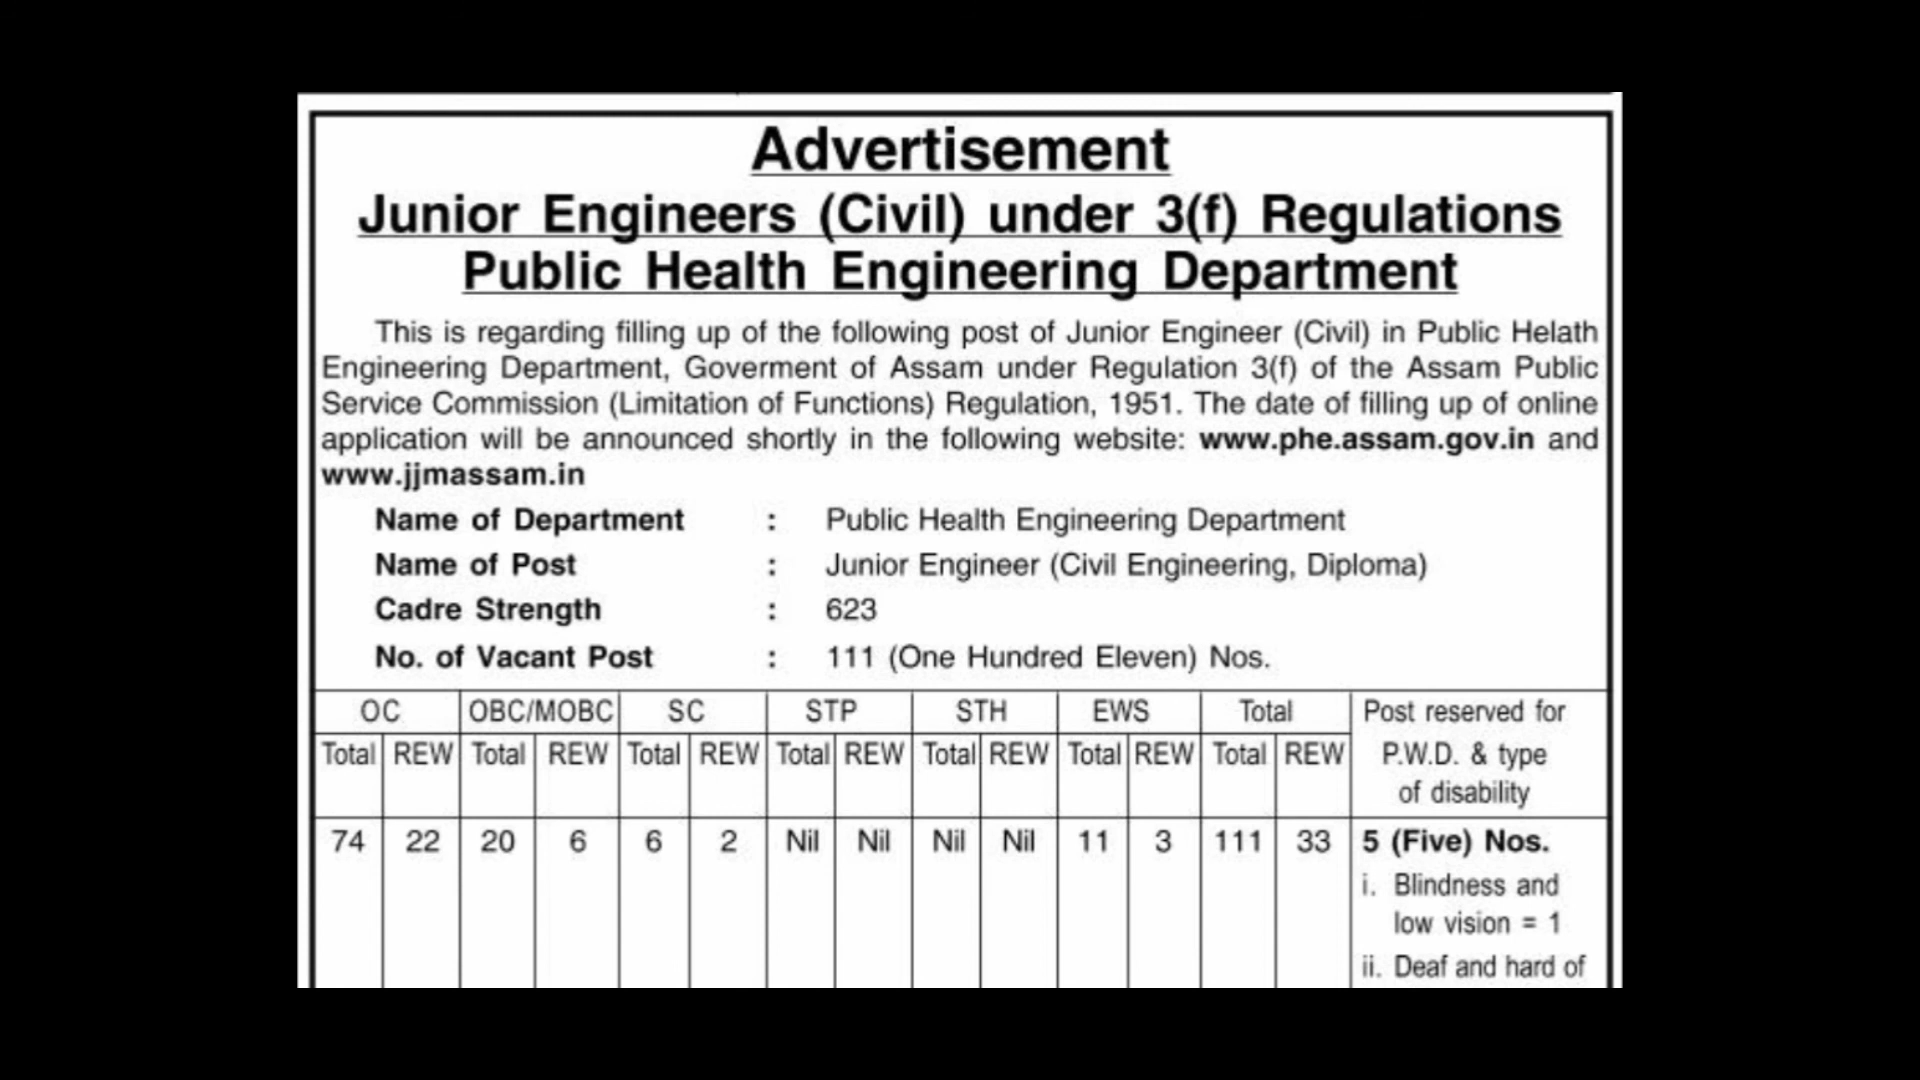 Advertisement
Junior Engineers (Civil) under 3(f) Regulations
Public Health Engineering Department
This is regarding filling up of the following post of Junior Engineer (Civil) in Public Helath
Engineering Department, Goverment of Assam under Regulation 3(f) of the Assam Public
Service Commission (Limitation of Functions) Regulation, 1951. The date of filling up of online
application will be announced shortly in the following website: www.phe.assam.gov.in and
www.jjmassam.in
Name of Department : Public Health Engineering Department
Name of Post : Junior Engineer (Civil Engineering, Diploma)
Cadre Strength : 623
No. of Vacant Post : 111 (One Hundred Eleven) Nos.
OC OBC/MOBC SC STP STH EWS Total Post reserved for
Total REW Total REW Total REW Total REW Total REW Total REW Total REW P.W.D. & type
of disability
74 22 20 6 6 2 Nil Nil Nil Nil 11 3 111 33 5 (Five) Nos.
i. Blindness and
low vision = 1
ii. Deaf and hard of